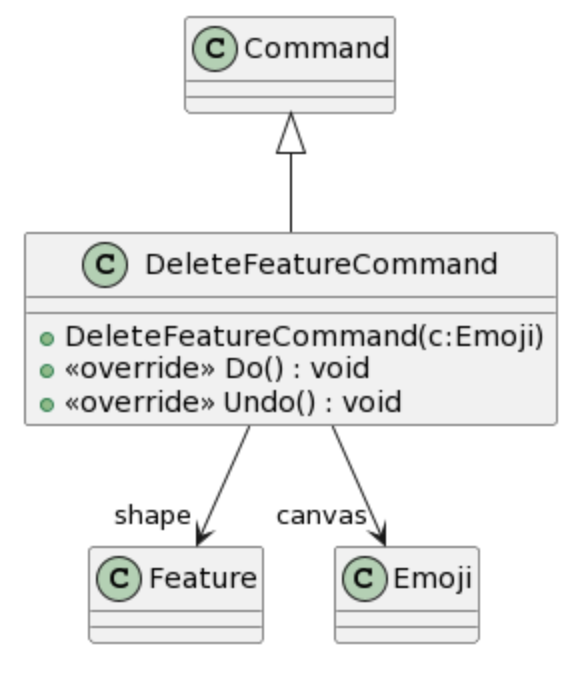 C Command
C DeleteFeatureCommand
DeleteFeatureCommand(c:Emoji)
«override» Do() : void
«override» Undo() : void
shape canvas
C Feature C Emoji